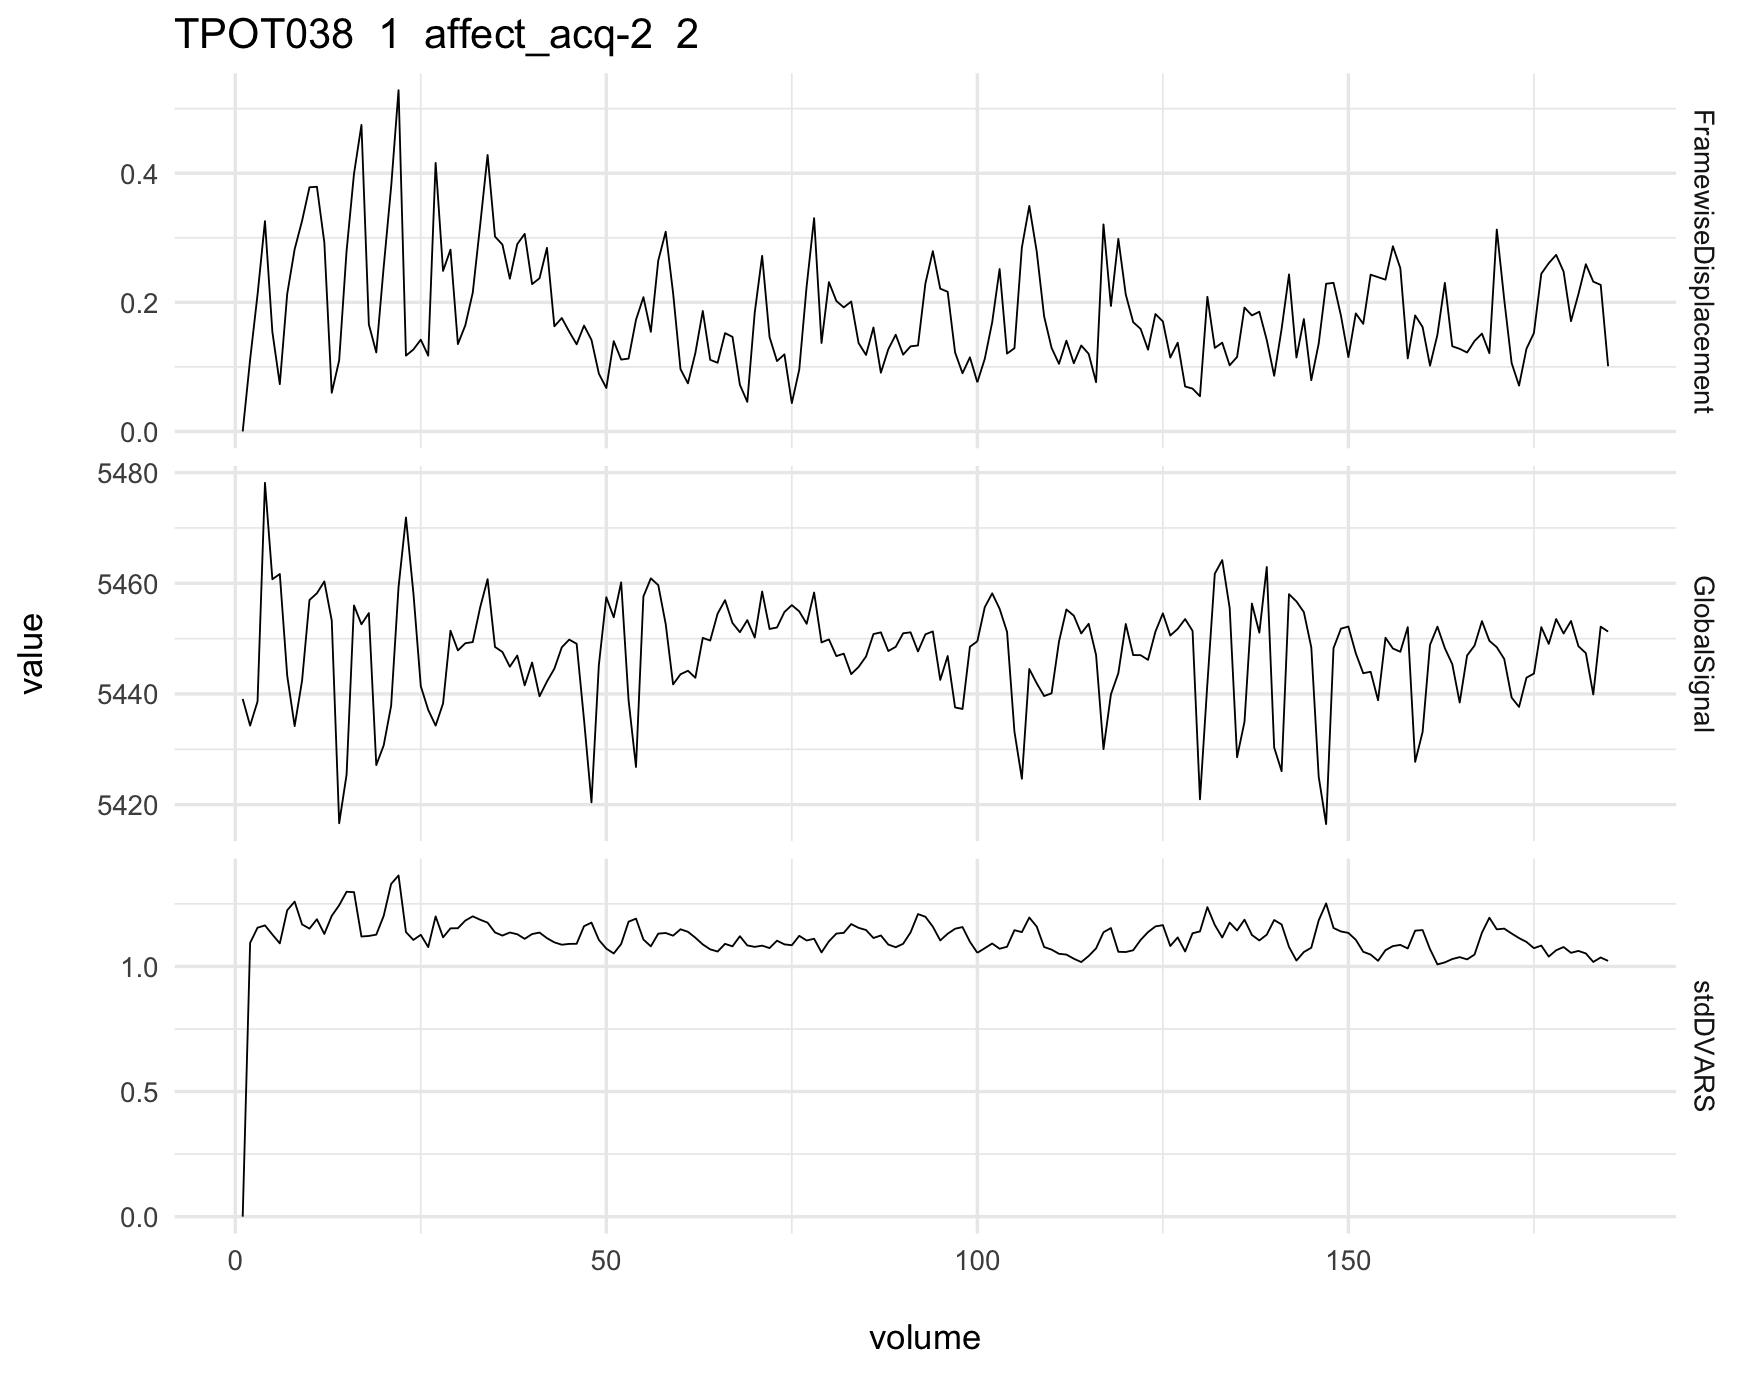 TPOT038  1  affect_acq-2  2
value
0.4
0.2
0.0
FramewiseDisplacement
5480
5460
5440
5420
GlobalSignal
1.0
0.5
0.0
stdDVARS
0 50 100 150
volume